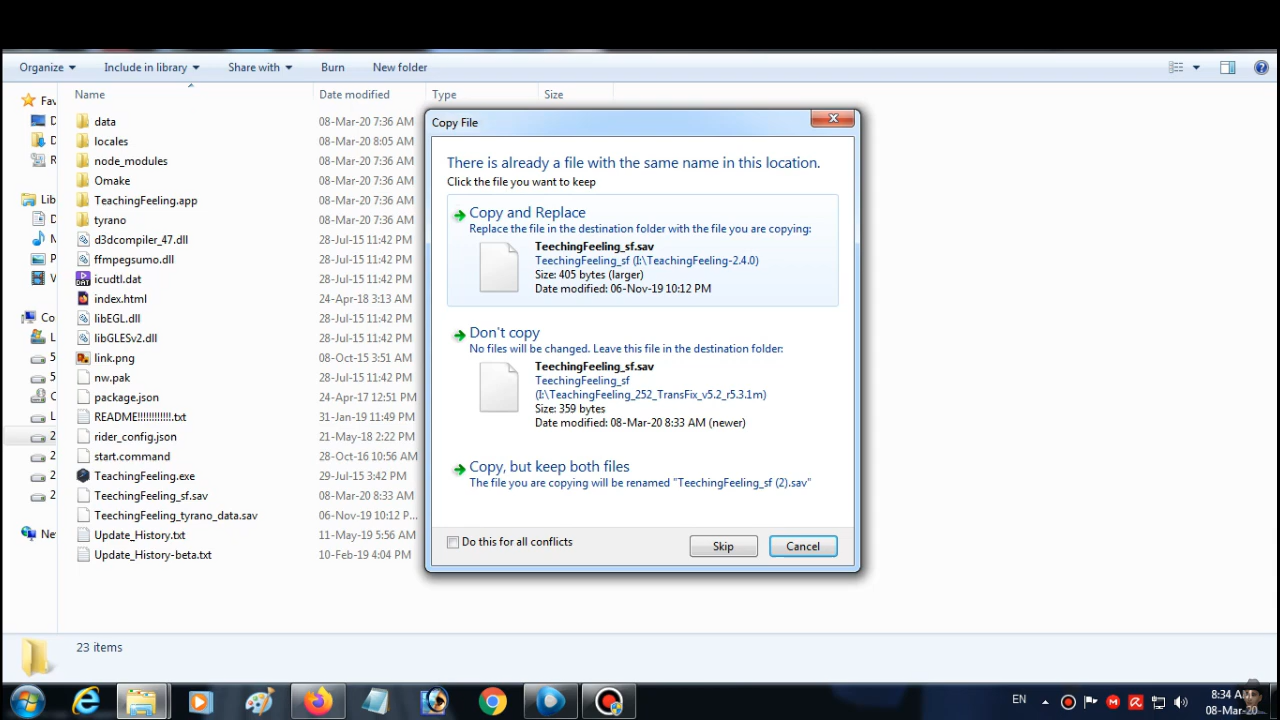 Organize Include in library Share with Burn New folder
Name Date modified Type Size
Fav
data 08-Mar-20 7:36 AM
locales 08-Mar-20 8:05 AM
node_modules 08-Mar-20 7:36 AM
Omake 08-Mar-20 7:36 AM
Lib TeachingFeeling.app 08-Mar-20 7:36 AM
tyrano 08-Mar-20 7:36 AM
d3dcompiler_47.dll 28-Jul-15 11:42 PM
ffmpegsumo.dll 28-Jul-15 11:42 PM
icudtl.dat 28-Jul-15 11:42 PM
index.html 24-Apr-18 3:13 AM
Co libEGL.dll 28-Jul-15 11:42 PM
libGLESv2.dll 28-Jul-15 11:42 PM
link.png 08-Oct-15 3:51 AM
nw.pak 28-Jul-15 11:42 PM
package.json 24-Apr-17 12:51 PM
README!!!!!!!!!!!!.txt 31-Jan-19 11:49 PM
rider_config.json 21-May-18 2:22 PM
start.command 28-Oct-16 10:56 AM
TeachingFeeling.exe 29-Jul-15 3:42 PM
TeechingFeeling_sf.sav 08-Mar-20 8:33 AM
TeechingFeeling_tyrano_data.sav 06-Nov-19 10:12 P...
Ne Update_History.txt 11-May-19 5:56 AM
Update_History-beta.txt 10-Feb-19 4:04 PM
Copy File
There is already a file with the same name in this location.
Click the file you want to keep
Copy and Replace
Replace the file in the destination folder with the file you are copying:
TeechingFeeling_sf.sav
TeechingFeeling_sf (I:\TeachingFeeling-2.4.0)
Size: 405 bytes (larger)
Date modified: 06-Nov-19 10:12 PM
Don't copy
No files will be changed. Leave this file in the destination folder:
TeechingFeeling_sf.sav
TeechingFeeling_sf
(I:\TeachingFeeling_252_TransFix_v5.2_r5.3.1m)
Size: 359 bytes
Date modified: 08-Mar-20 8:33 AM (newer)
Copy, but keep both files
The file you are copying will be renamed "TeechingFeeling_sf (2).sav"
Do this for all conflicts Skip Cancel
23 items
EN 8:34 AM
08-Mar-20